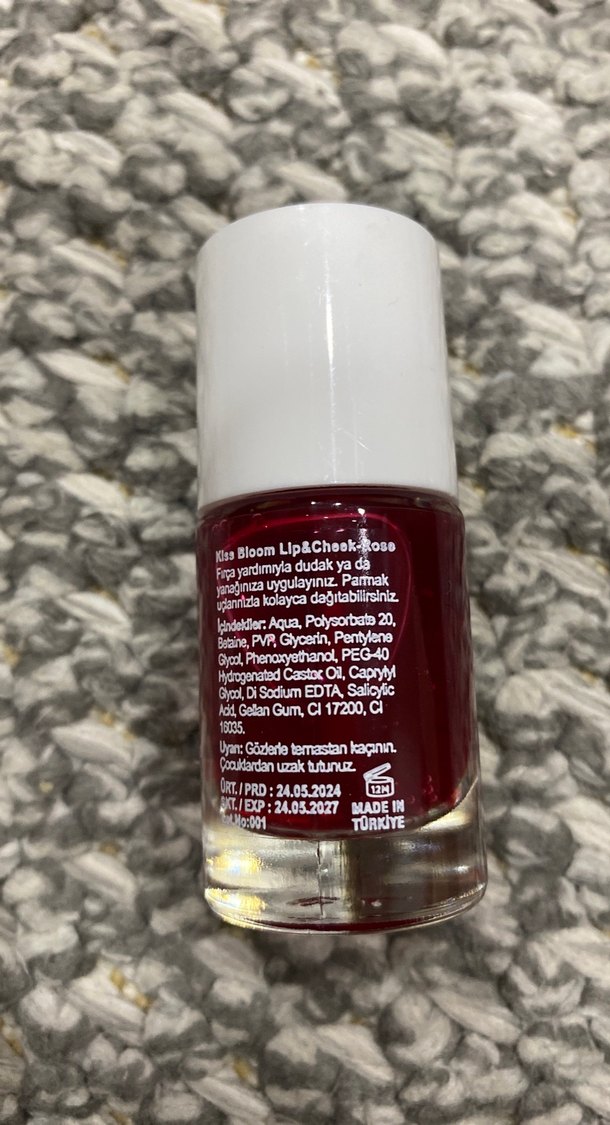 Kiss Bloom Lip&Cheek-Rose
Fırça yardımıyla dudak ya da
yanağınıza uygulayınız. Parmak
uçlarınızla kolayca dağıtabilirsiniz.
İçindekiler: Aqua, Polysorbate 20,
Betaine, PVP, Glycerin, Pentylene
Glycol, Phenoxyethanol, PEG-40
Hydrogenated Castor Oil, Caprylyl
Glycol, Di Sodium EDTA, Salicylic
Acid, Gellan Gum, CI 17200, CI
16035.
Uyarı: Gözlerle temastan kaçının.
Çocuklardan uzak tutunuz.
12M
ÜRT. / PRD : 24.05.2024
SKT. / EXP : 24.05.2027
MADE IN
No:001
TÜRKİYE